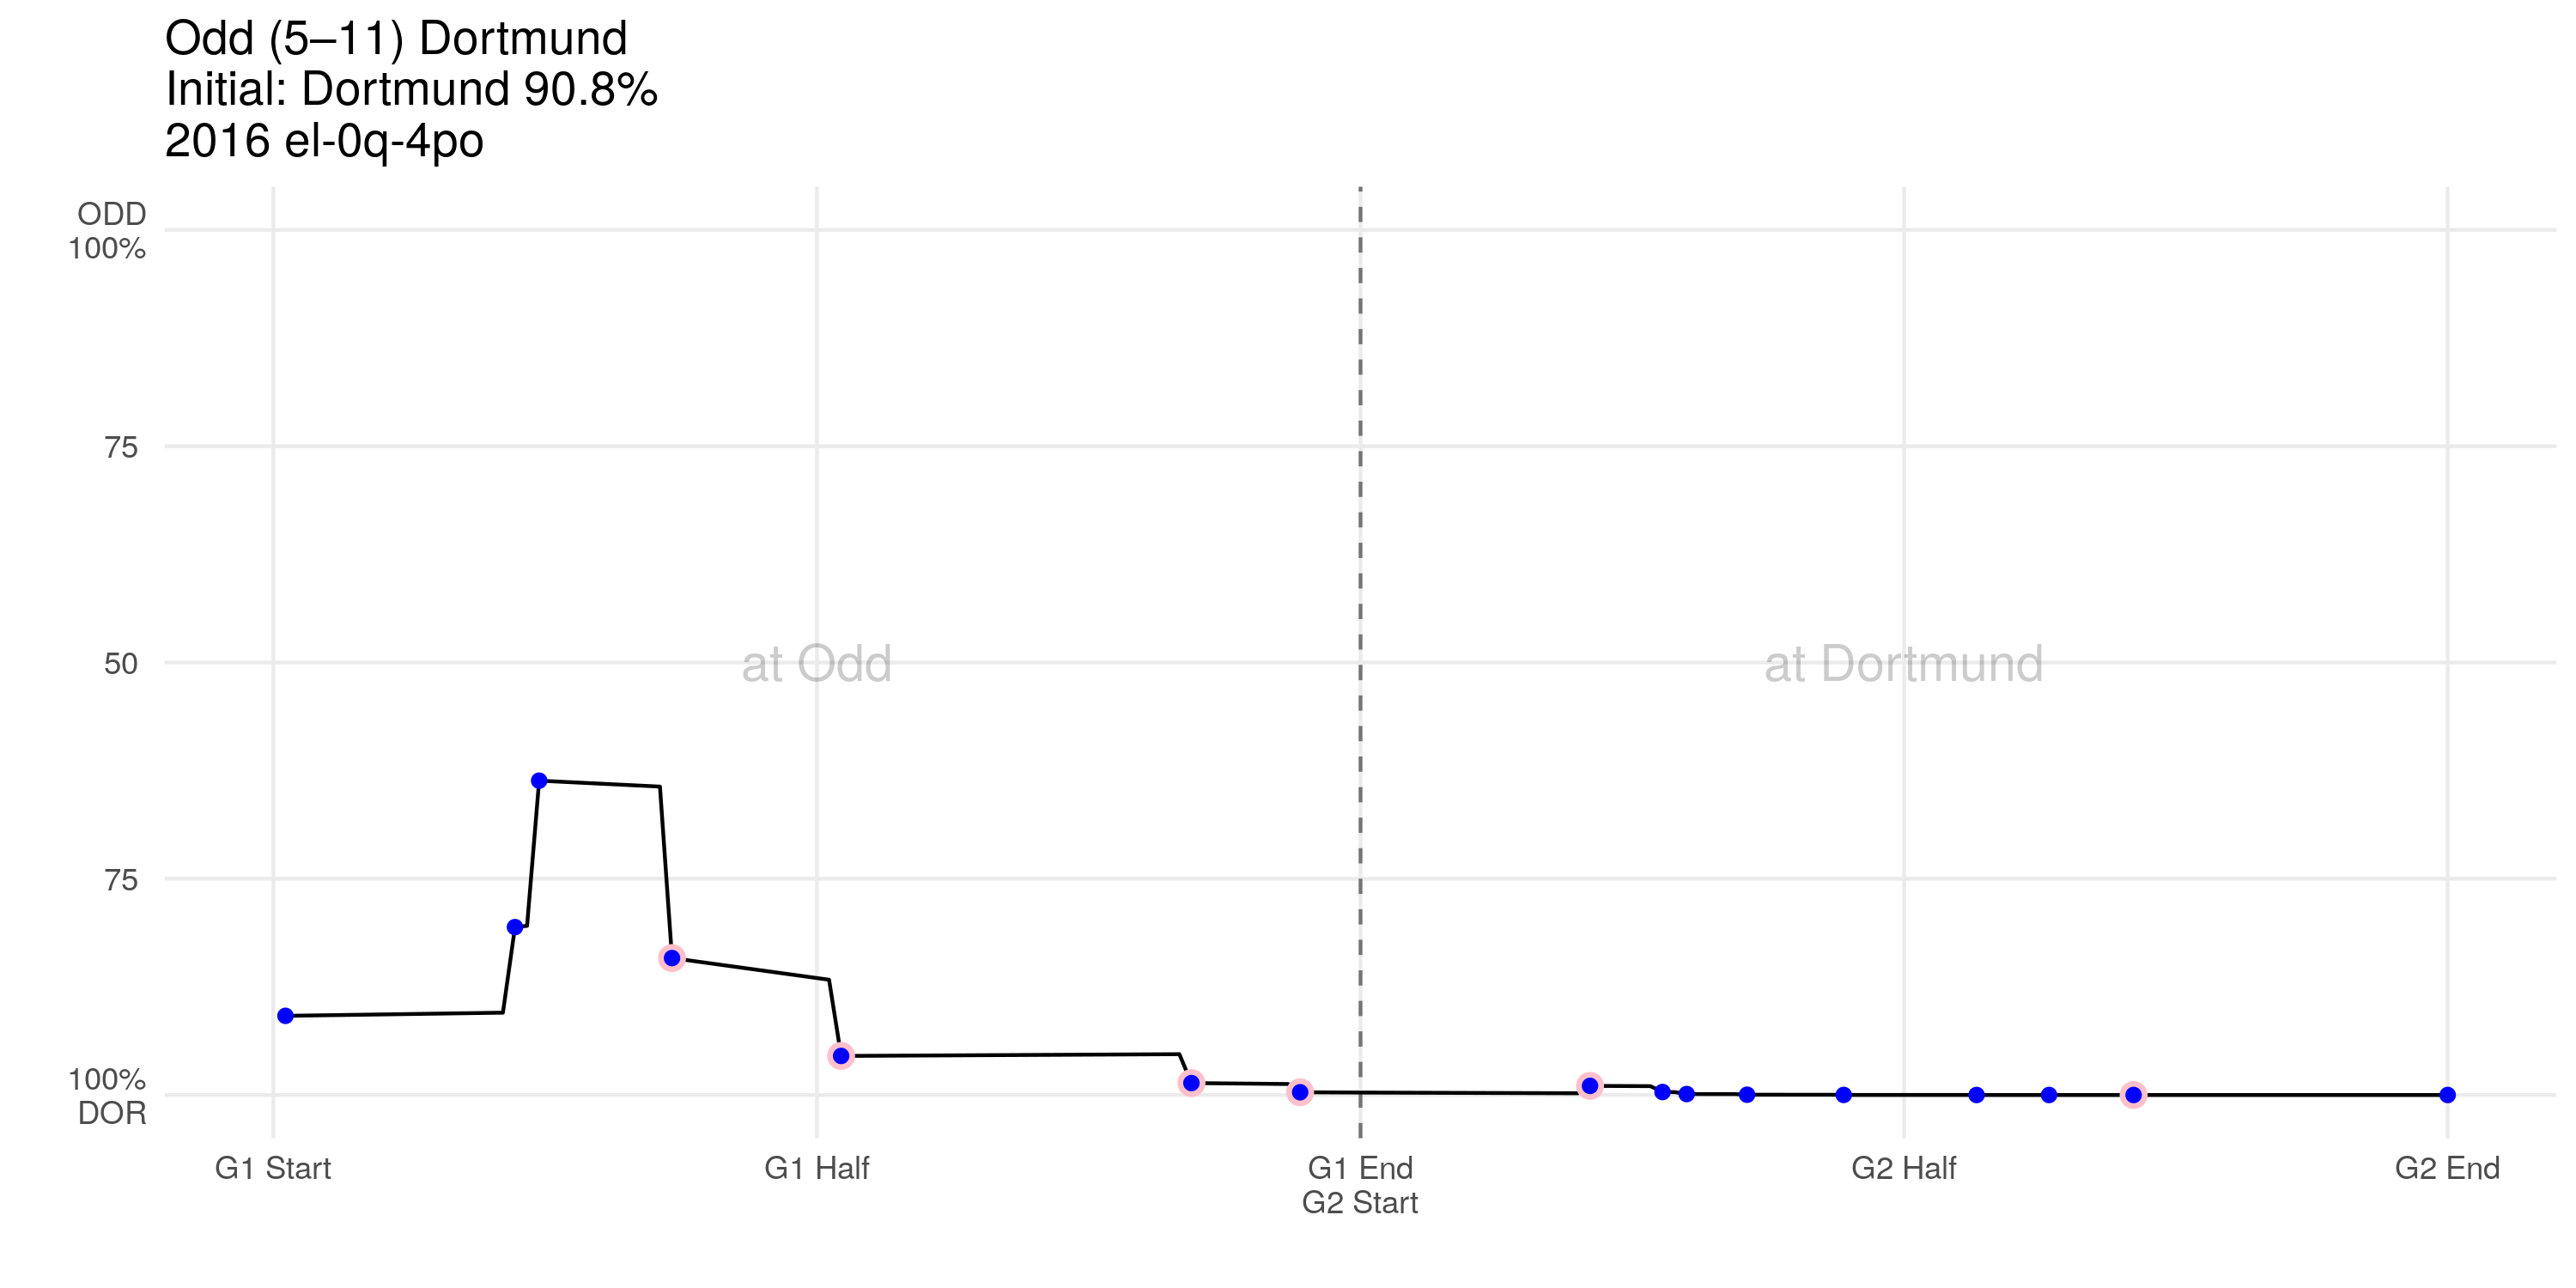 Odd (5–11) Dortmund
Initial: Dortmund 90.8%
2016 el-0q-4po
ODD
100%
75
50
75
100%
DOR
at Odd
at Dortmund
G1 Start
G1 Half
G1 End
G2 Start
G2 Half
G2 End